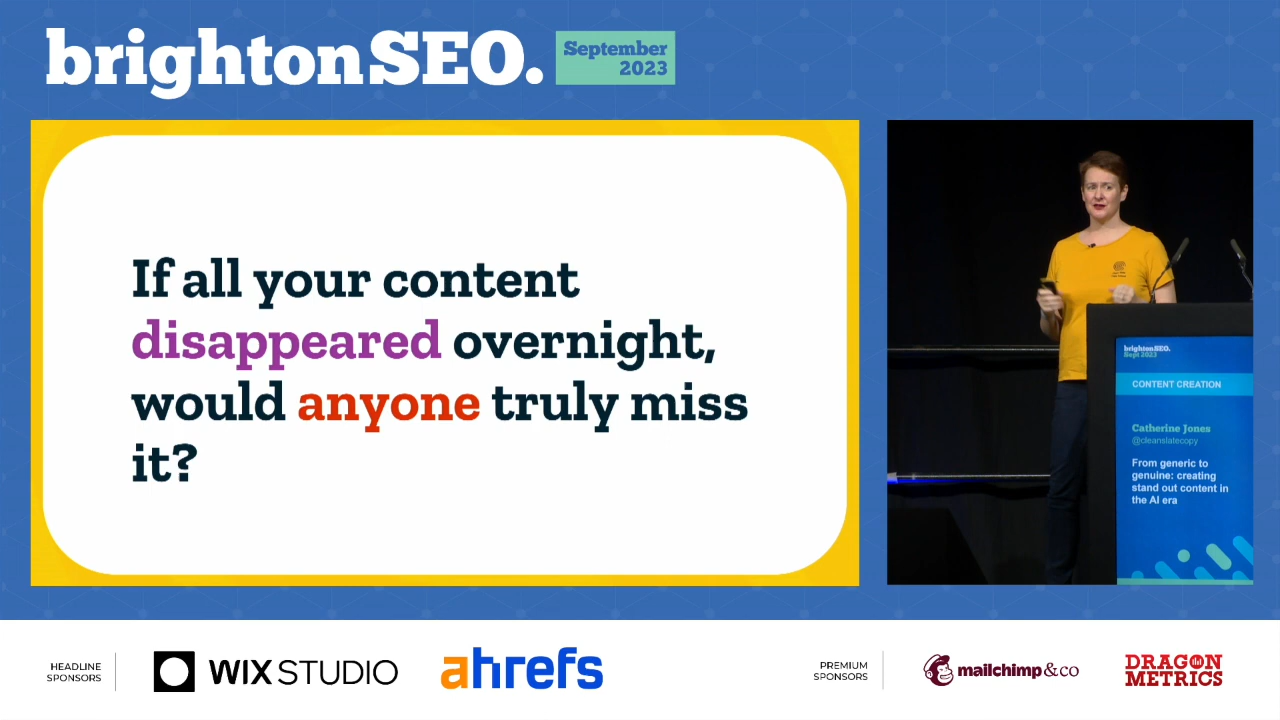 brightonSEO.
September
2023
If all your content
disappeared overnight,
would anyone truly miss
it?
brightonSEO.
Sept 2023
CONTENT CREATION
Catherine Jones
@cleanslatecopy
From generic to
genuine: creating
stand out content in
the AI era
HEADLINE
SPONSORS
WIX STUDIO
ahrefs
PREMIUM
SPONSORS
mailchimp&co
DRAGON
METRICS